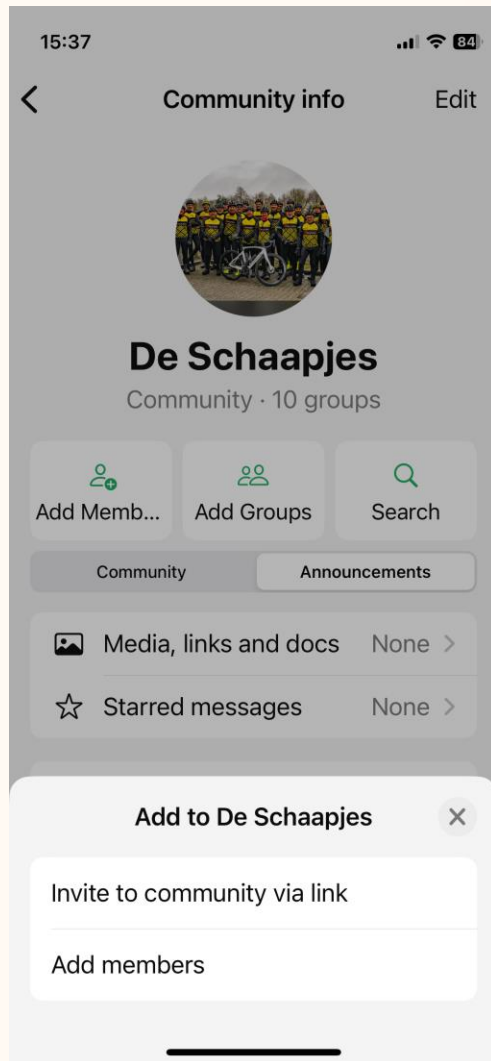 15:37
84
Community info
Edit
De Schaapjes
Community · 10 groups
Add Memb...
Add Groups
Search
Community
Announcements
Media, links and docs
None
Starred messages
None
Add to De Schaapjes
Invite to community via link
Add members